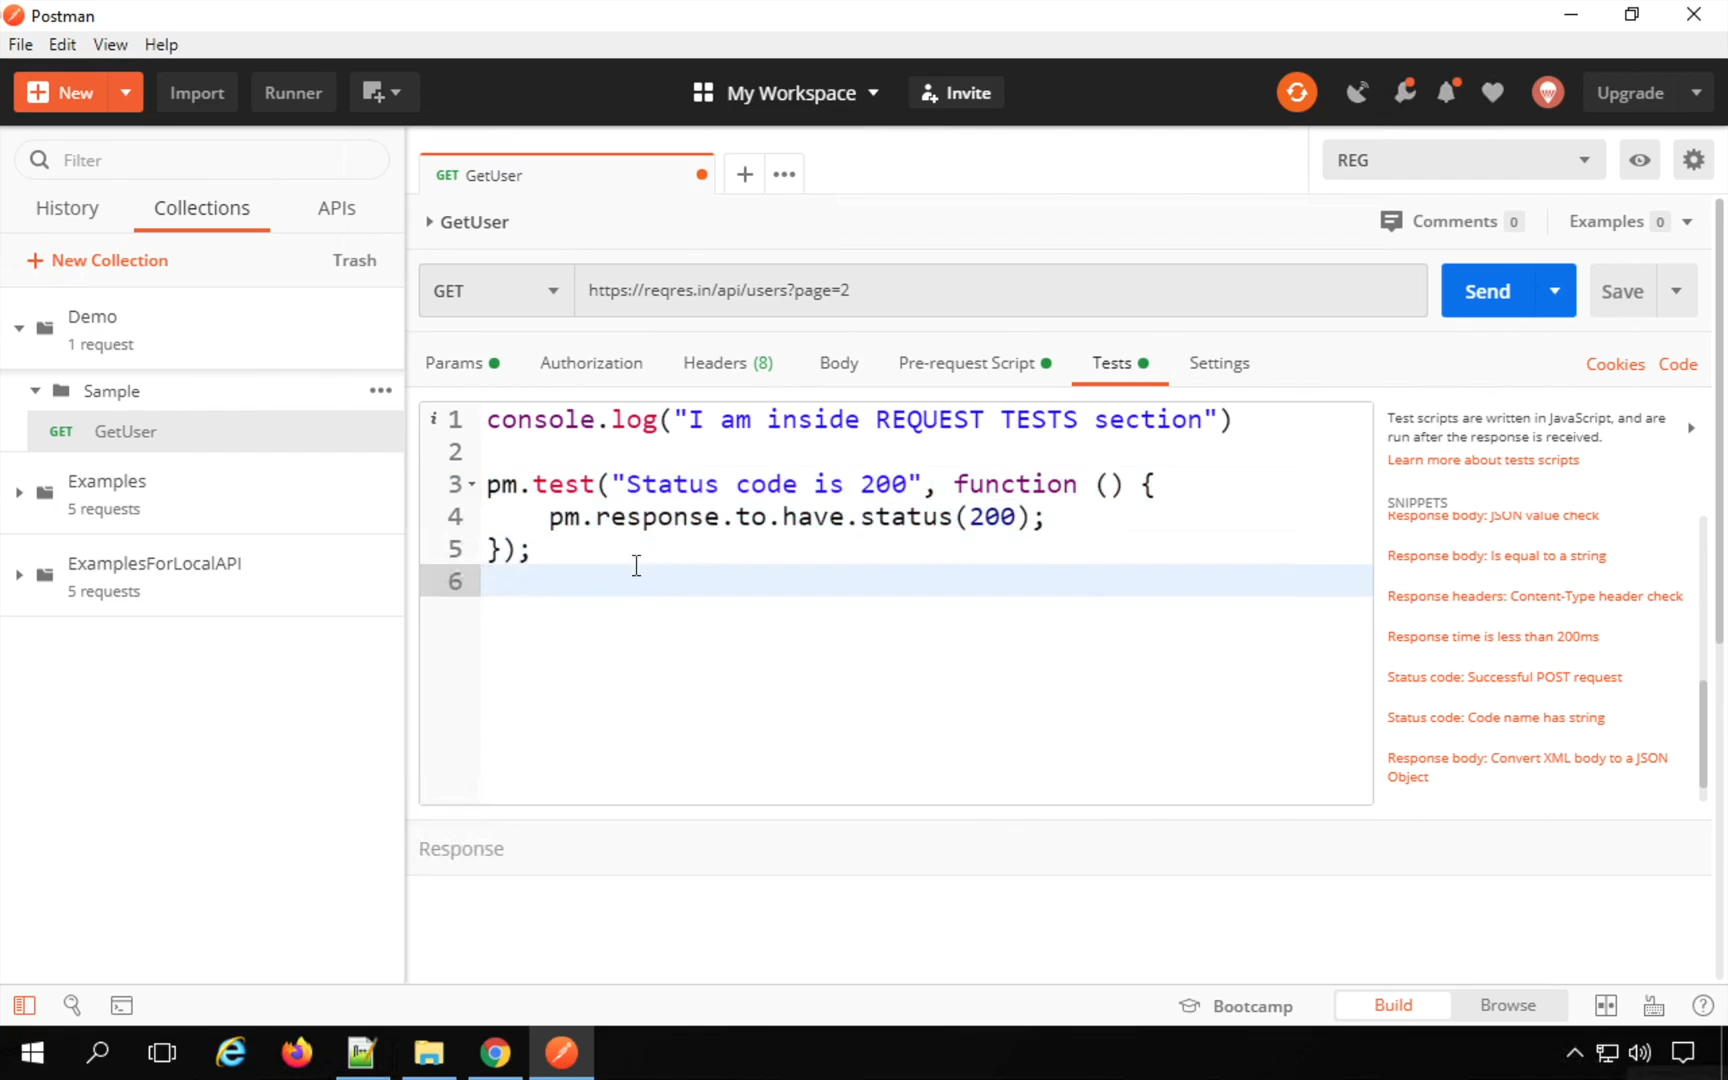 Postman
File Edit View Help
New Import Runner My Workspace Invite Upgrade
Filter
History Collections APIs
New Collection Trash
Demo
1 request
Sample
GET GetUser
Examples
5 requests
ExamplesForLocalAPI
5 requests
GET GetUser
REG
GetUser
Comments 0 Examples 0
GET https://reqres.in/api/users?page=2 Send Save
Params Authorization Headers (8) Body Pre-request Script Tests Settings Cookies Code
1 console.log("I am inside REQUEST TESTS section")
2
3 pm.test("Status code is 200", function () {
4 pm.response.to.have.status(200);
5 });
6
Test scripts are written in JavaScript, and are
run after the response is received.
Learn more about tests scripts
SNIPPETS
Response body: JSON value check
Response body: Is equal to a string
Response headers: Content-Type header check
Response time is less than 200ms
Status code: Successful POST request
Status code: Code name has string
Response body: Convert XML body to a JSON
Object
Response
Bootcamp Build Browse